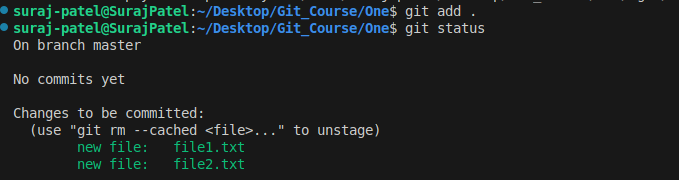 suraj-patel@SurajPatel:~/Desktop/Git_Course/One$ git add .
suraj-patel@SurajPatel:~/Desktop/Git_Course/One$ git status
On branch master
No commits yet
Changes to be committed:
(use "git rm --cached <file>..." to unstage)
new file: file1.txt
new file: file2.txt